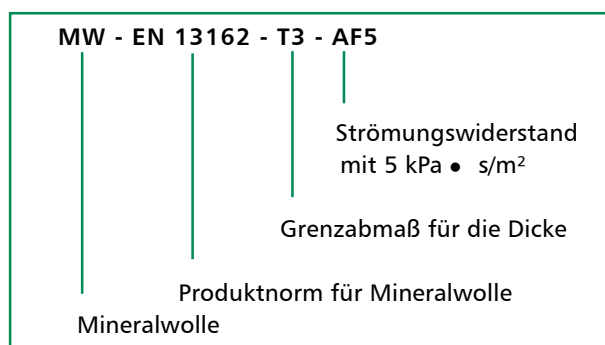 MW - EN 13162 - T3 - AF5
Strömungswiderstand
mit 5 kPa • s/m²
Grenzabmaß für die Dicke
Produktnorm für Mineralwolle
Mineralwolle